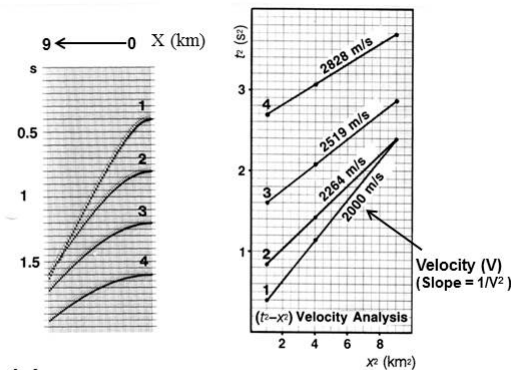 9 ← 0 X (km)
s
0.5
1
1.5
1
2
3
4
t² (s²)
3
2
1
4
2828 m/s
3
2519 m/s
2
2264 m/s
1
2000 m/s
Velocity (V)
(Slope = 1/V²)
(t²–x²) Velocity Analysis
2 4 6 8
x² (km²)